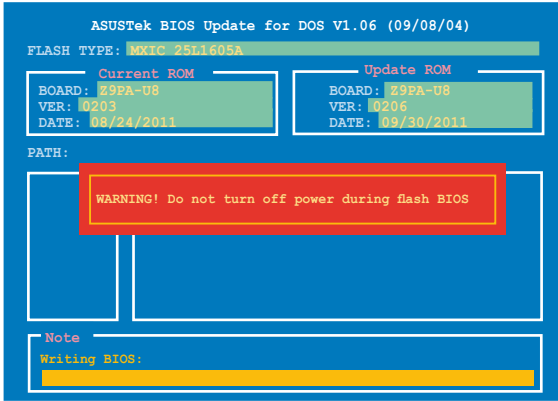 ASUSTek BIOS Update for DOS V1.06 (09/08/04)
FLASH TYPE: MXIC 25L1605A
Current ROM
BOARD: Z9PA-U8
VER: 0203
DATE: 08/24/2011
Update ROM
BOARD: Z9PA-U8
VER: 0206
DATE: 09/30/2011
PATH:
WARNING! Do not turn off power during flash BIOS
Note
Writing BIOS: